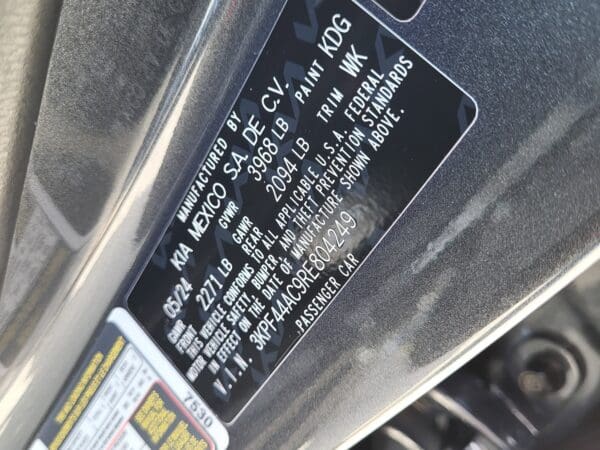 MANUFACTURED BY
05/24 KIA MEXICO SA, DE C.V.
GVWR 3968 LB PAINT KDG
GAWR
FRONT 2271 LB REAR 2094 LB TRIM WK
THIS VEHICLE CONFORMS TO ALL APPLICABLE U.S.A. FEDERAL
MOTOR VEHICLE SAFETY, BUMPER, AND THEFT PREVENTION STANDARDS
IN EFFECT ON THE DATE OF MANUFACTURE SHOWN ABOVE.
V.I.N. 3KPF44AC9RE804249
PASSENGER CAR
7530